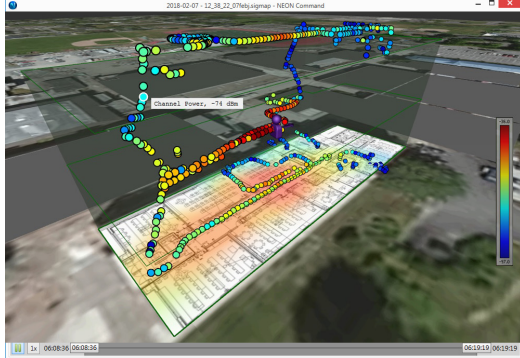 2018-02-07 - 12_38_22_07febj.sigmap - NEON Command
Channel Power, -74 dBm
1x 06:08:36 06:08:36 06:19:19 06:19:19